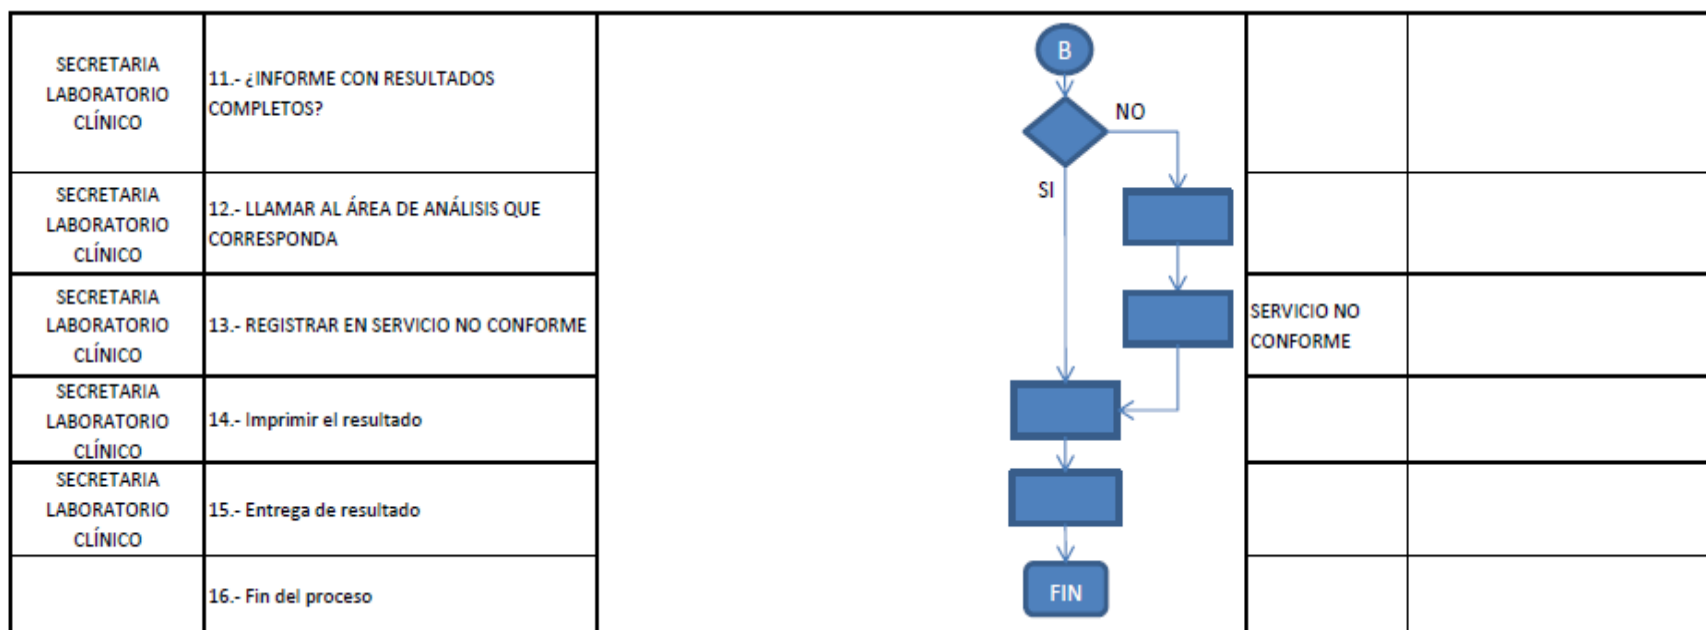 SECRETARIA
LABORATORIO
CLÍNICO
11.- ¿INFORME CON RESULTADOS
COMPLETOS?
B
NO
SI
SECRETARIA
LABORATORIO
CLÍNICO
12.- LLAMAR AL ÁREA DE ANÁLISIS QUE
CORRESPONDA
SECRETARIA
LABORATORIO
CLÍNICO
13.- REGISTRAR EN SERVICIO NO CONFORME
SERVICIO NO
CONFORME
SECRETARIA
LABORATORIO
CLÍNICO
14.- Imprimir el resultado
SECRETARIA
LABORATORIO
CLÍNICO
15.- Entrega de resultado
16.- Fin del proceso
FIN